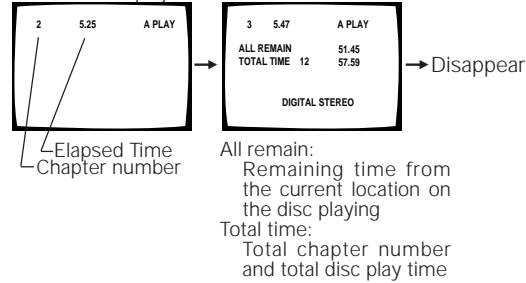 2 5.25 A PLAY
3 5.47 A PLAY
ALL REMAIN 51.45
TOTAL TIME 12 57.59
DIGITAL STEREO
Disappear
Elapsed Time
Chapter number
All remain:
Remaining time from
the current location on
the disc playing
Total time:
Total chapter number
and total disc play time